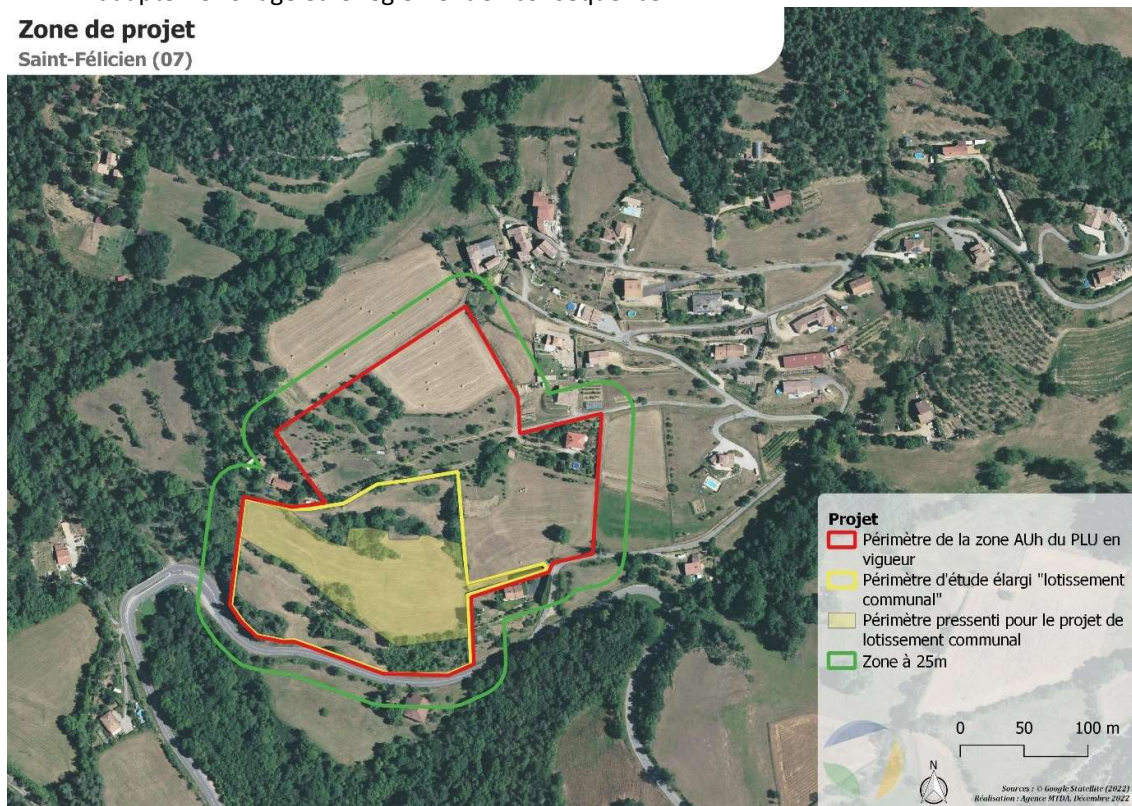 Zone de projet
Saint-Félicien (07)
Projet
Périmètre de la zone AUh du PLU en
vigueur
Périmètre d'étude élargi "lotissement
communal"
Périmètre pressenti pour le projet de
lotissement communal
Zone à 25m
0 50 100 m
N
Sources : © Google Statellite (2022)
Réalisation : Agence MTDA, Décembre 2022